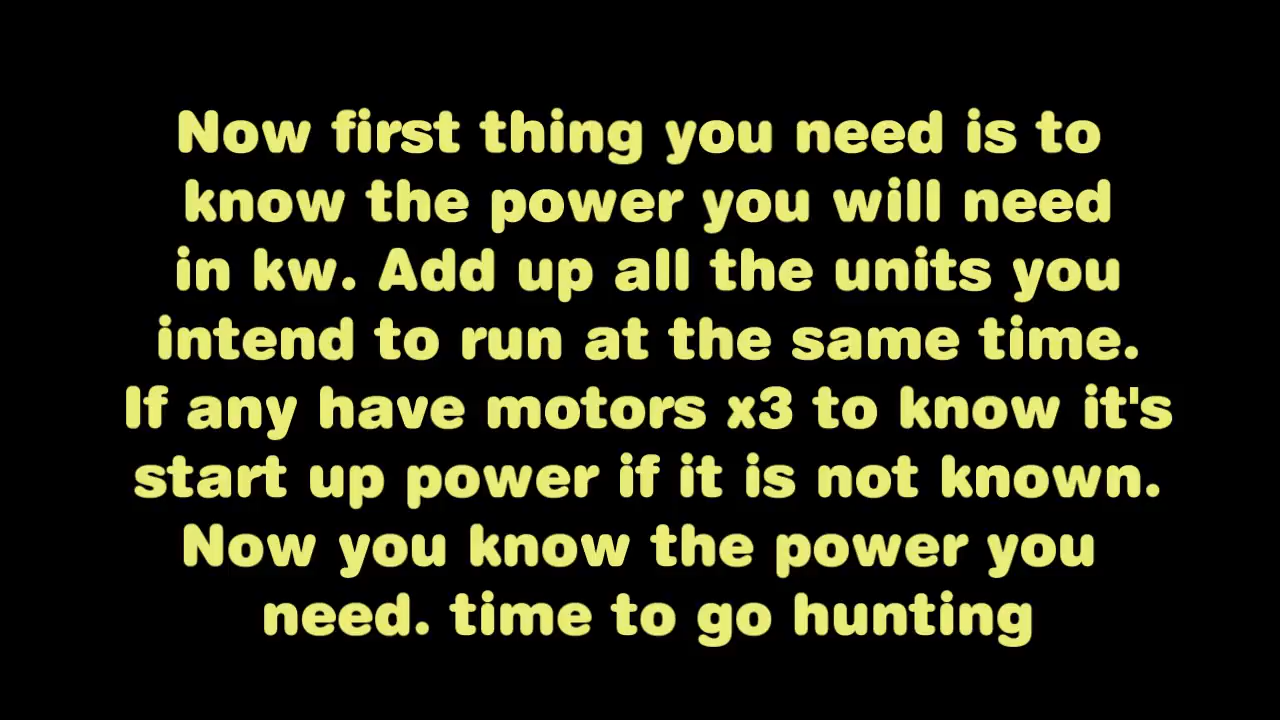 Now first thing you need is to
know the power you will need
in kw. Add up all the units you
intend to run at the same time.
If any have motors x3 to know it's
start up power if it is not known.
Now you know the power you
need. time to go hunting